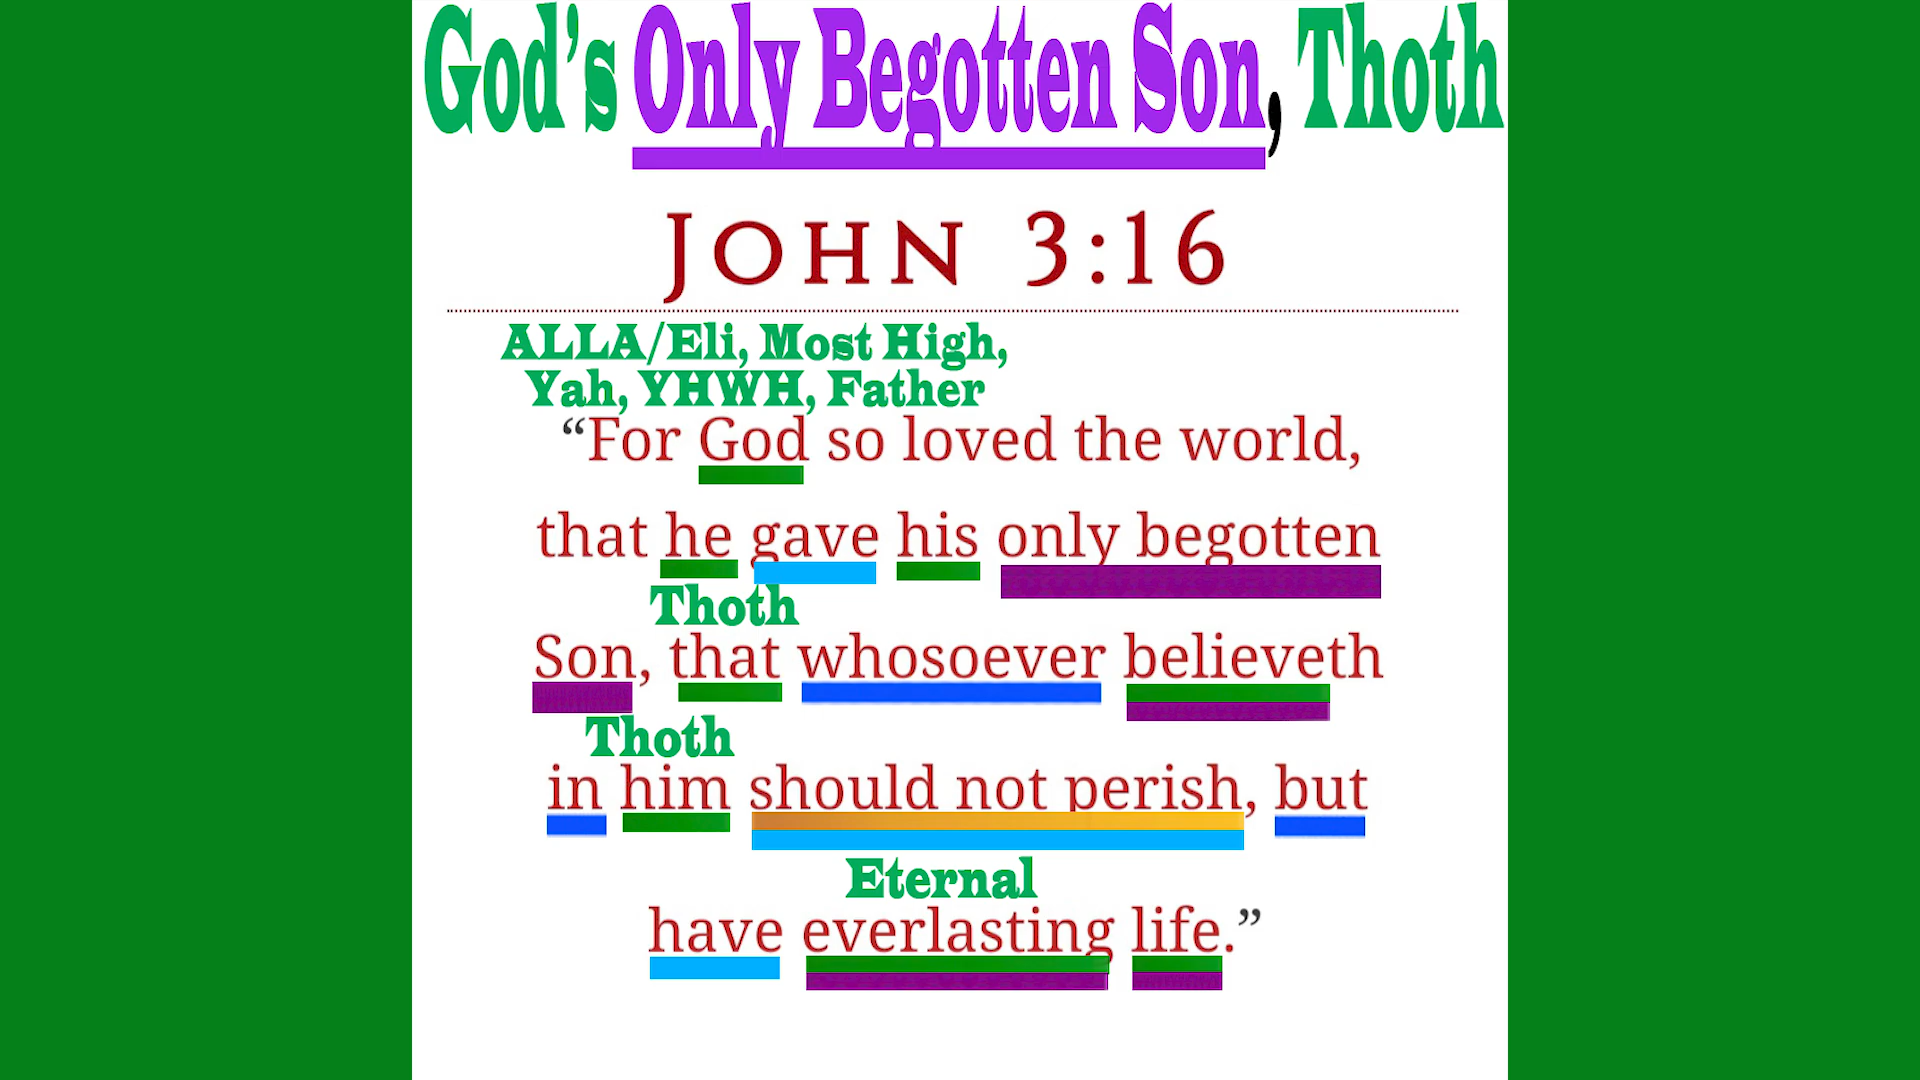 God's Only Begotten Son, Thoth
JOHN 3:16
ALLA/Eli, Most High,
Yah, YHWH, Father
“For God so loved the world,
that he gave his only begotten
Thoth
Son, that whosoever believeth
Thoth
in him should not perish, but
Eternal
have everlasting life.”